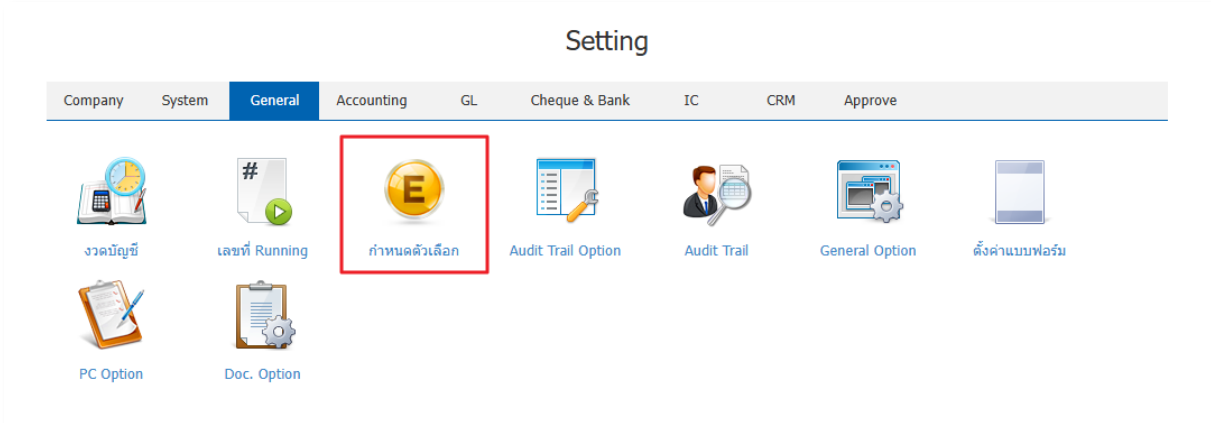 Setting
Company System General Accounting GL Cheque & Bank IC CRM Approve
#
E
งวดบัญชี เลขที่ Running กำหนดตัวเลือก Audit Trail Option Audit Trail General Option ตั้งค่าแบบฟอร์ม
PC Option Doc. Option